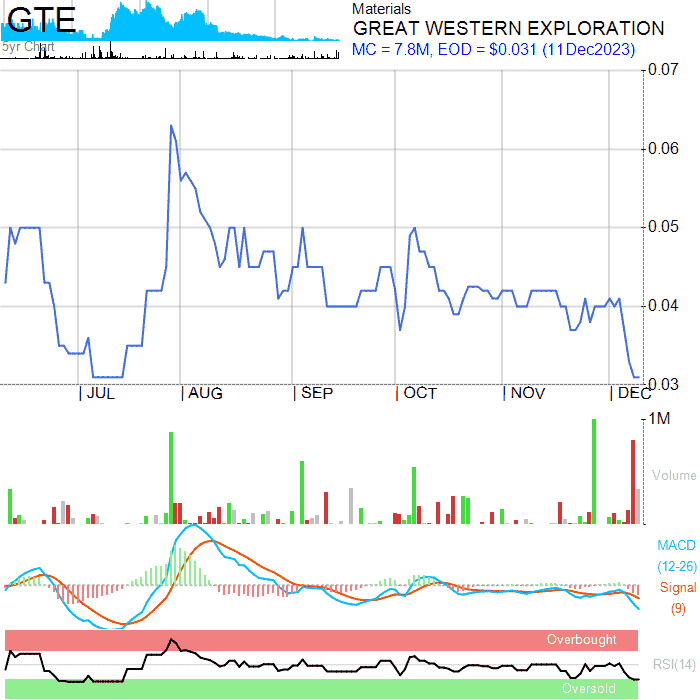 GTE
5yr Chart
Materials
GREAT WESTERN EXPLORATION
MC = 7.8M, EOD = $0.031 (11Dec2023)
0.07
0.06
0.05
0.04
0.03
JUL AUG SEP OCT NOV DEC
1M
Volume
MACD
(12-26)
Signal
(9)
Overbought
RSI(14)
Oversold